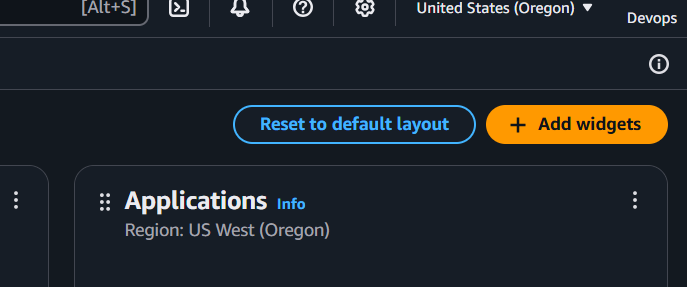 [Alt+S]
United States (Oregon)
Devops
Reset to default layout
+ Add widgets
Applications Info
Region: US West (Oregon)